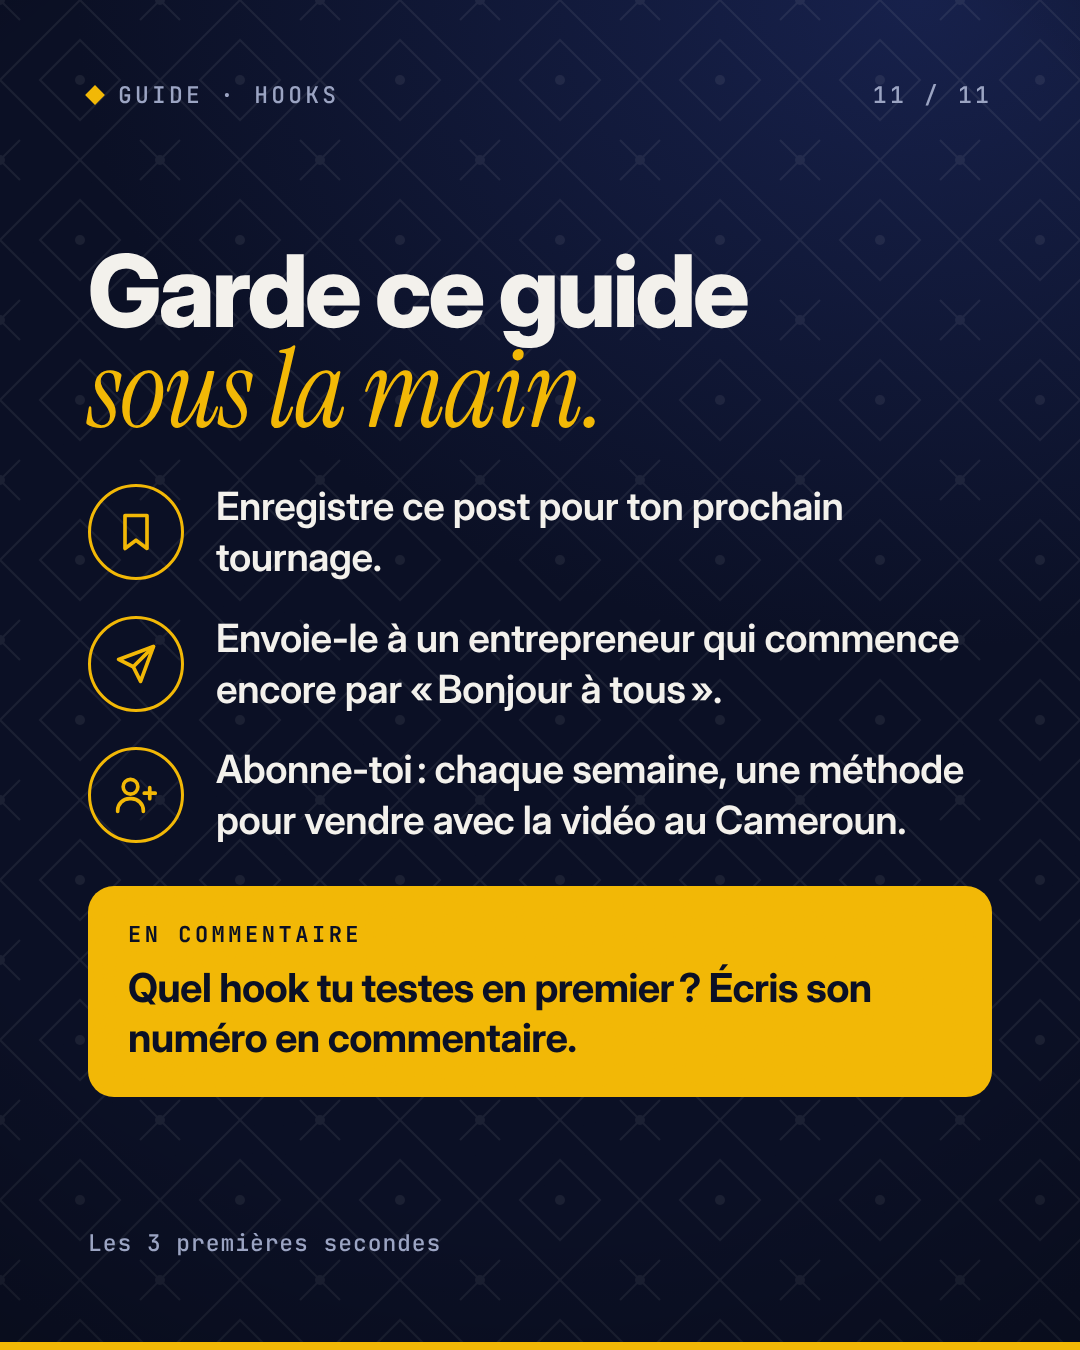 GUIDE · HOOKS
11 / 11
Garde ce guide
sous la main.
Enregistre ce post pour ton prochain
tournage.
Envoie-le à un entrepreneur qui commence
encore par « Bonjour à tous ».
Abonne-toi : chaque semaine, une méthode
pour vendre avec la vidéo au Cameroun.
EN COMMENTAIRE
Quel hook tu testes en premier ? Écris son
numéro en commentaire.
Les 3 premières secondes